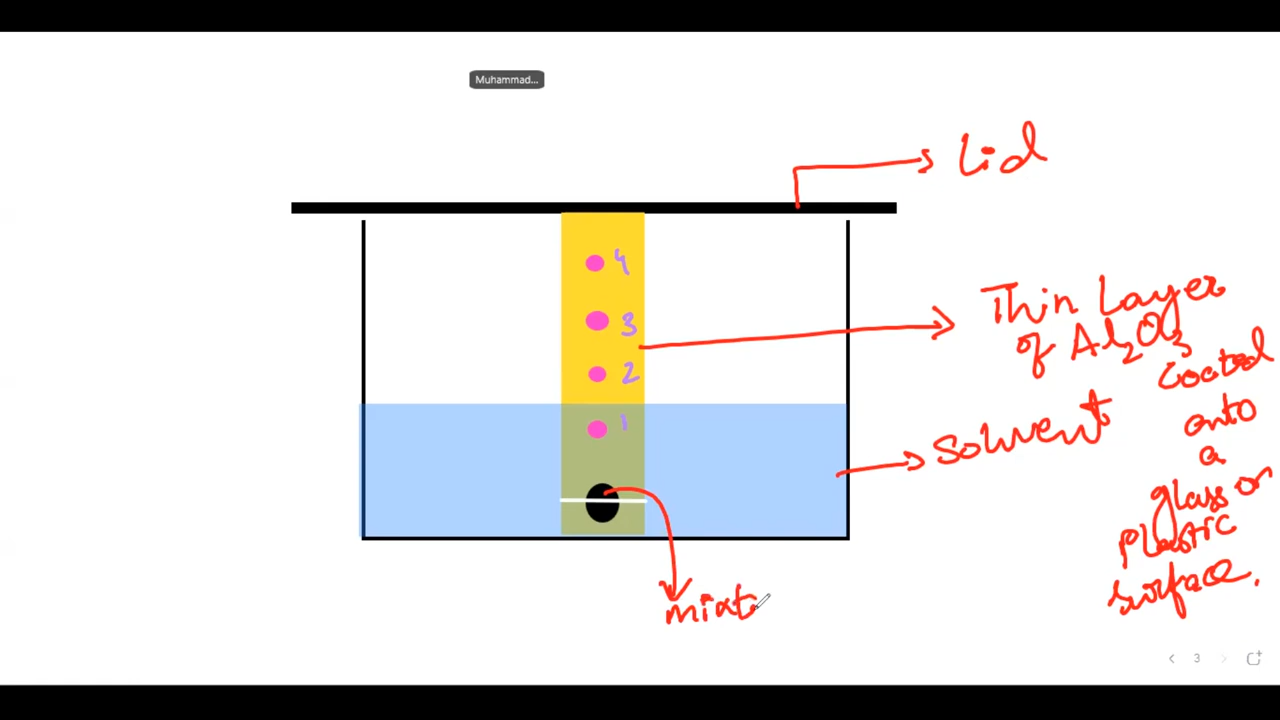 Muhammad...
Lid
4
3
2
1
Thin Layer
of Al2O3
coated
onto
a
glass or
plastic
surface.
Solvent
mixt
3